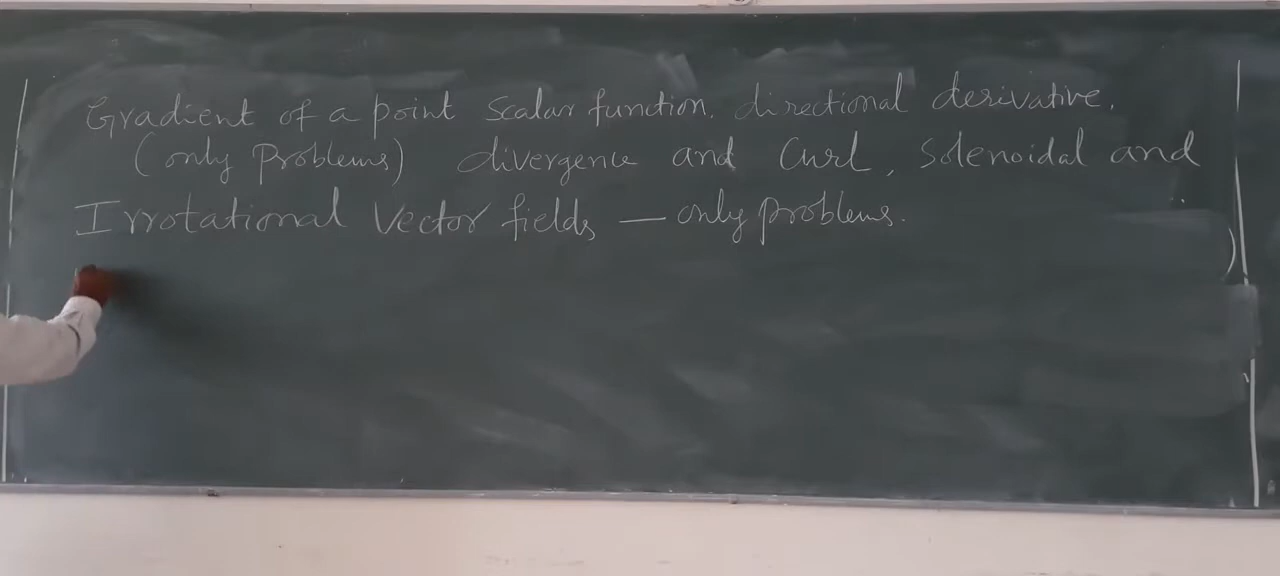 Gradient of a point scalar function. directional derivative.
(only problems) divergence and Curl, Solenoidal and
Irrotational Vector fields — only problems.